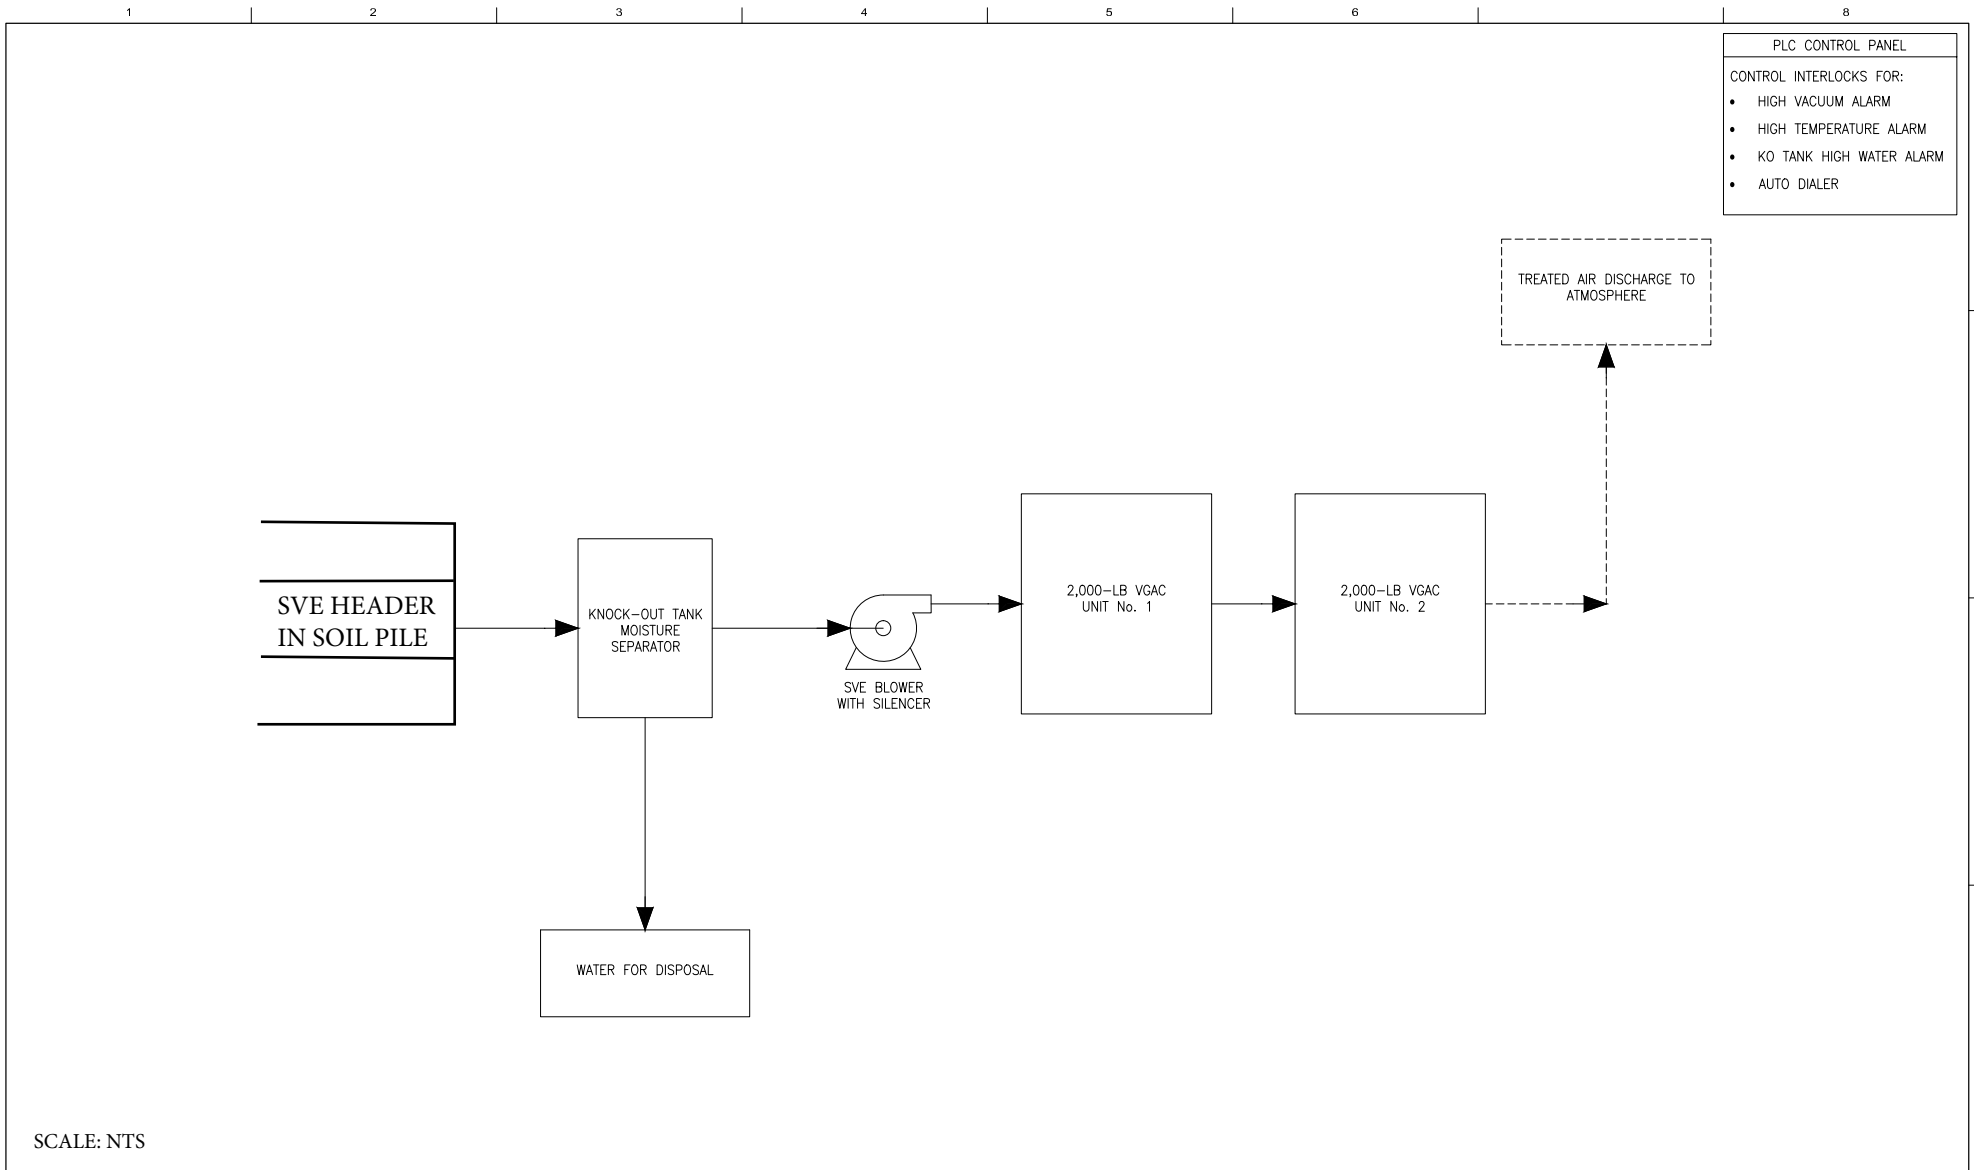 1 2 3 4 5 6 8
PLC CONTROL PANEL
CONTROL INTERLOCKS FOR:
• HIGH VACUUM ALARM
• HIGH TEMPERATURE ALARM
• KO TANK HIGH WATER ALARM
• AUTO DIALER
TREATED AIR DISCHARGE TO
ATMOSPHERE
SVE HEADER
IN SOIL PILE
KNOCK-OUT TANK
MOISTURE
SEPARATOR
SVE BLOWER
WITH SILENCER
2,000-LB VGAC
UNIT No. 1
2,000-LB VGAC
UNIT No. 2
WATER FOR DISPOSAL
SCALE: NTS